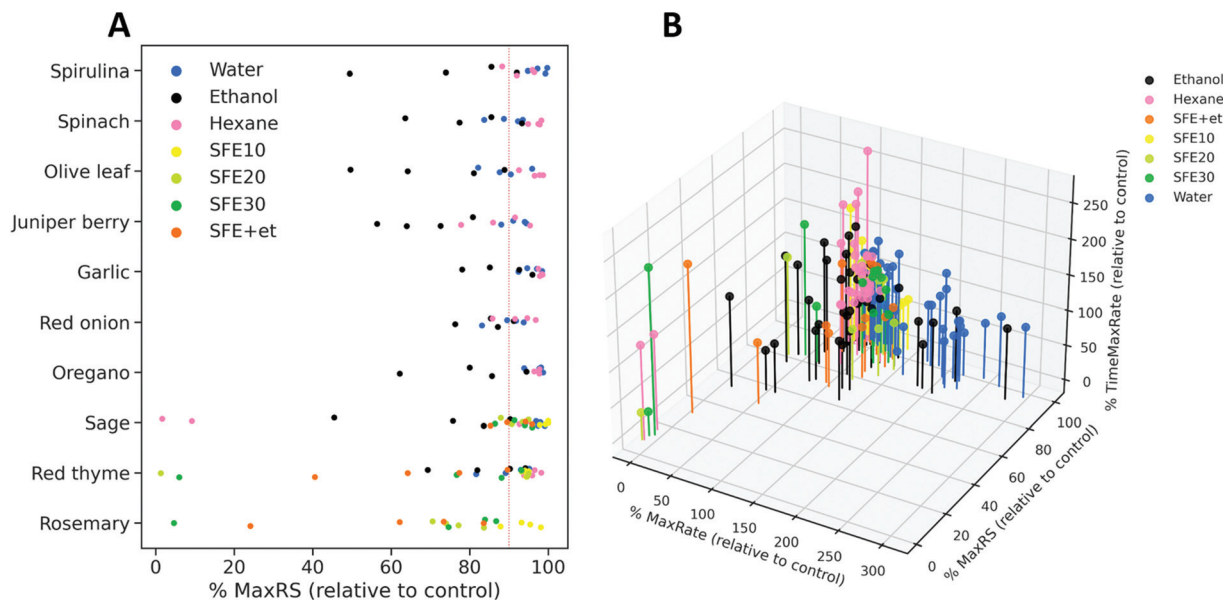 A
Spirulina
Spinach
Olive leaf
Juniper berry
Garlic
Red onion
Oregano
Sage
Red thyme
Rosemary
Water
Ethanol
Hexane
SFE10
SFE20
SFE30
SFE+et
0 20 40 60 80 100
% MaxRS (relative to control)
B
Ethanol
Hexane
SFE+et
SFE10
SFE20
SFE30
Water
250
200
150
100
50
0
% TimeMaxRate (relative to control)
100
80
60
40
20
0
% MaxRS (relative to control)
0 50 100 150 200 250 300
% MaxRate (relative to control)